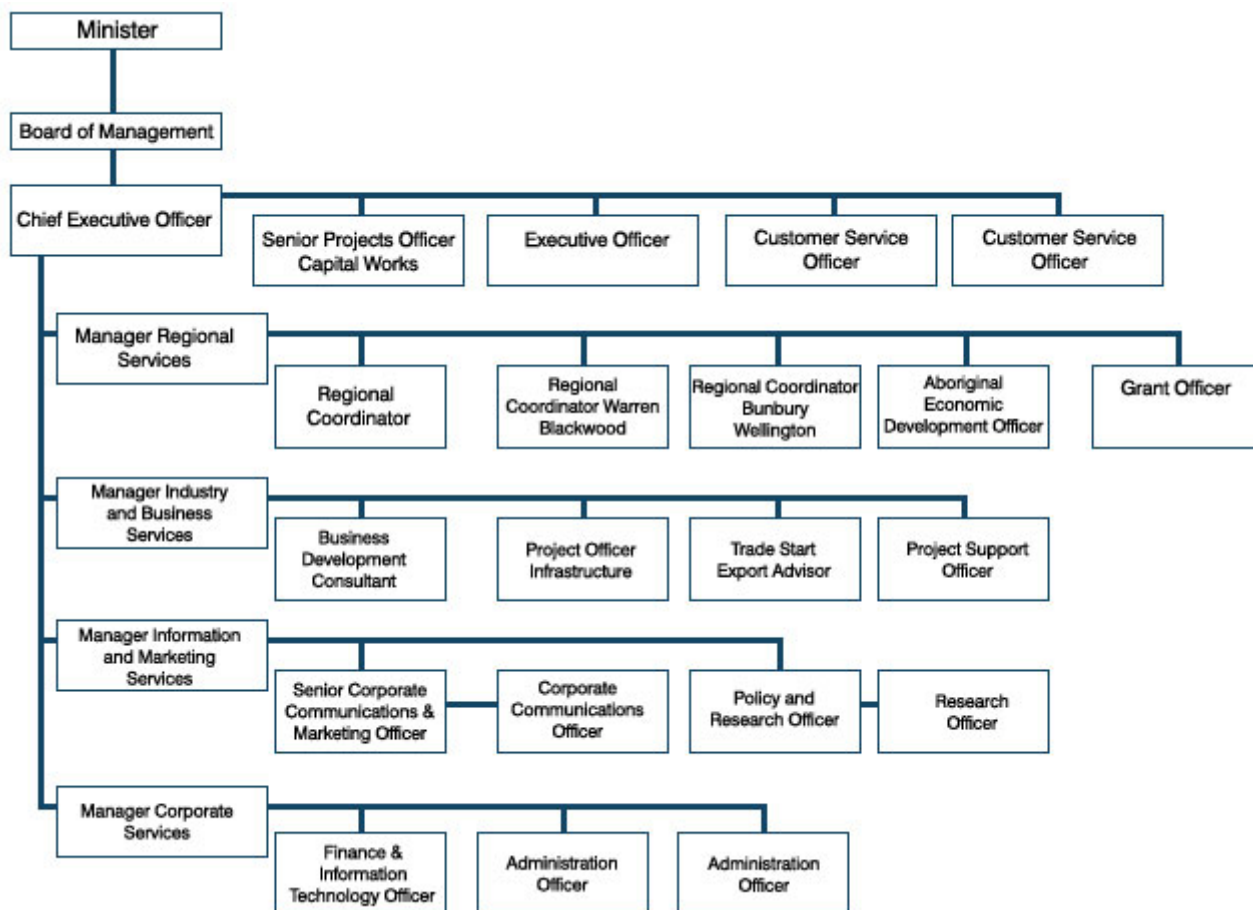 Minister
Board of Management
Chief Executive Officer
Senior Projects Officer
Capital Works
Executive Officer
Customer Service
Officer
Customer Service
Officer
Manager Regional
Services
Regional
Coordinator
Regional
Coordinator Warren
Blackwood
Regional Coordinator
Bunbury
Wellington
Aboriginal
Economic
Development Officer
Grant Officer
Manager Industry
and Business
Services
Business
Development
Consultant
Project Officer
Infrastructure
Trade Start
Export Advisor
Project Support
Officer
Manager Information
and Marketing
Services
Senior Corporate
Communications &
Marketing Officer
Corporate
Communications
Officer
Policy and
Research Officer
Research
Officer
Manager Corporate
Services
Finance &
Information
Technology Officer
Administration
Officer
Administration
Officer